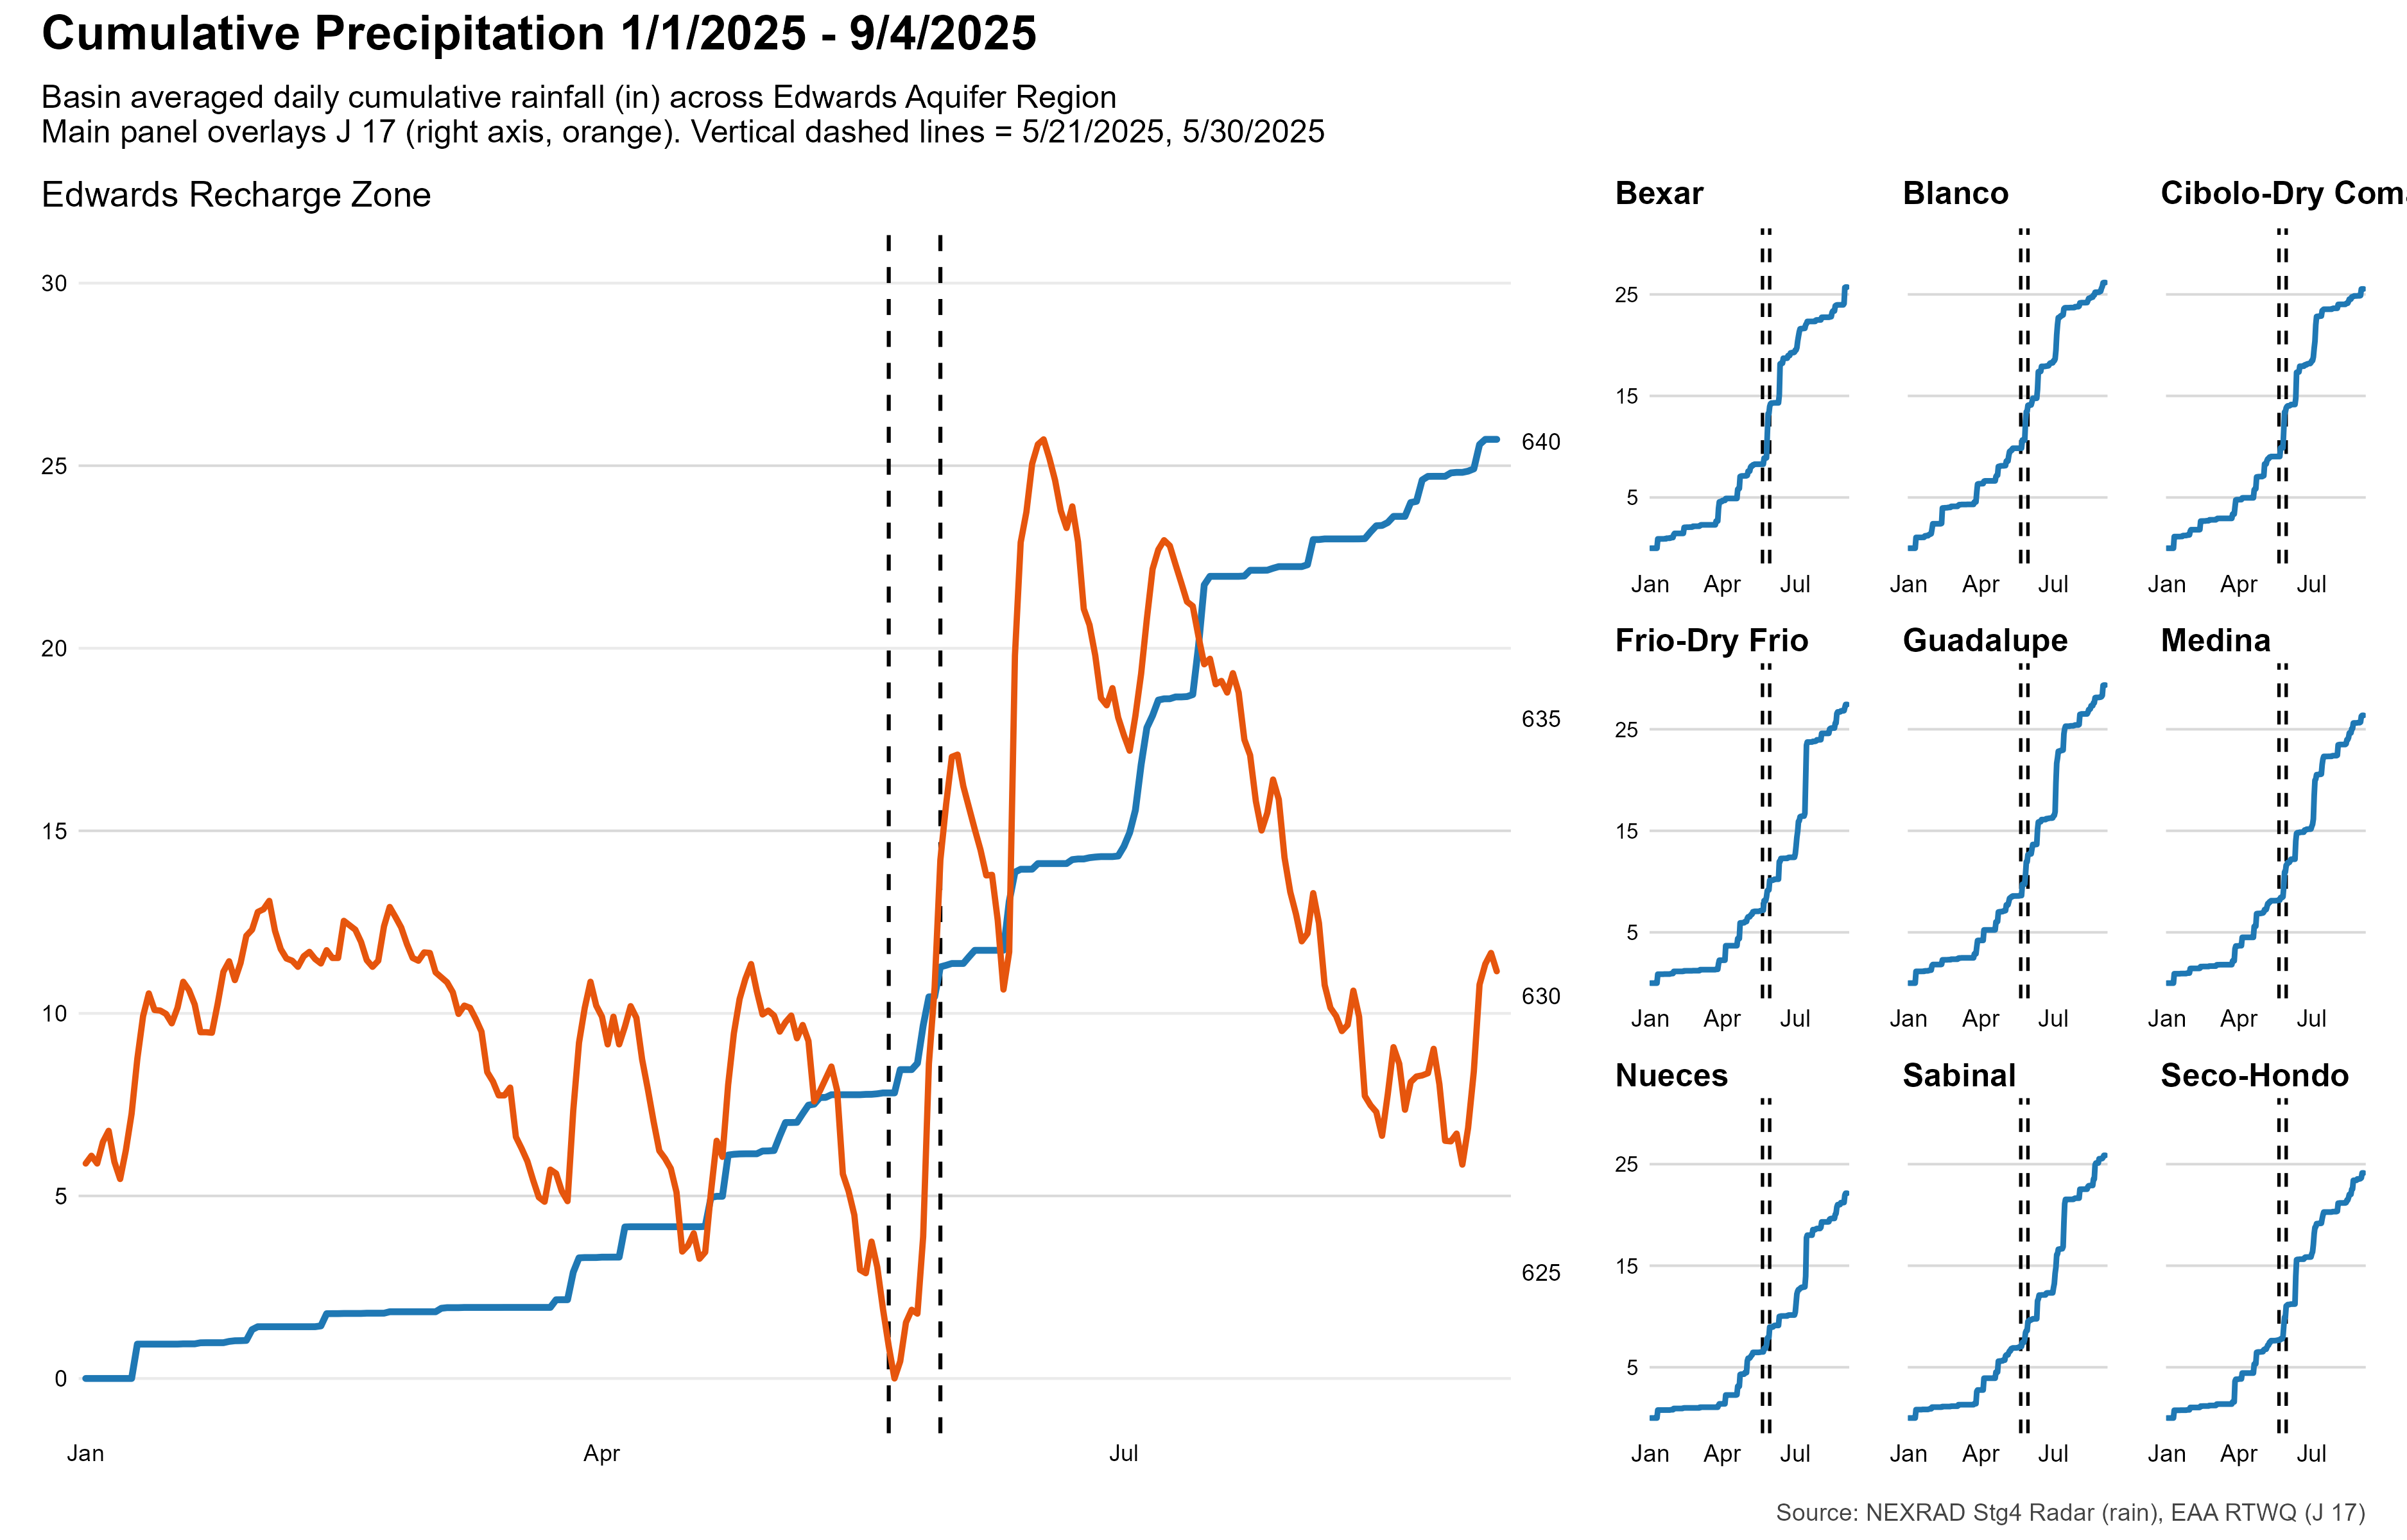 Cumulative Precipitation 1/1/2025 - 9/4/2025
Basin averaged daily cumulative rainfall (in) across Edwards Aquifer Region
Main panel overlays J 17 (right axis, orange). Vertical dashed lines = 5/21/2025, 5/30/2025
Edwards Recharge Zone
30
25
20
15
10
5
0
640
635
630
625
Jan Apr Jul
Bexar Blanco Cibolo-Dry Com
25
15
5
Jan Apr Jul Jan Apr Jul Jan Apr Jul
Frio-Dry Frio Guadalupe Medina
25
15
5
Jan Apr Jul Jan Apr Jul Jan Apr Jul
Nueces Sabinal Seco-Hondo
25
15
5
Jan Apr Jul Jan Apr Jul Jan Apr Jul
Source: NEXRAD Stg4 Radar (rain), EAA RTWQ (J 17)